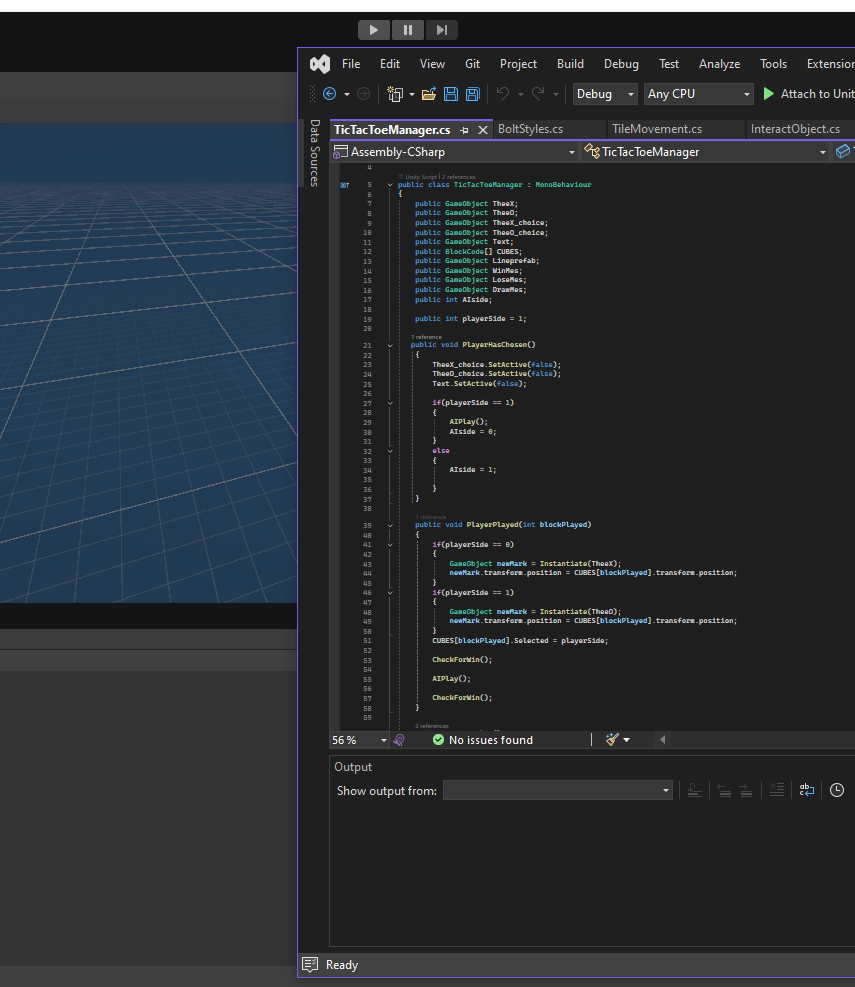 File Edit View Git Project Build Debug Test Analyze Tools Extension
Debug Any CPU Attach to Unit
Data Sources
TicTacToeManager.cs BoltStyles.cs TileMovement.cs InteractObject.cs
Assembly-CSharp TicTacToeManager
4
Unity Script | 2 references
5 public class TicTacToeManager : MonoBehaviour
6 {
7 public GameObject TheeX;
8 public GameObject TheeO;
9 public GameObject TheeX_choice;
10 public GameObject TheeO_choice;
11 public GameObject Text;
12 public BlockCode[] CUBES;
13 public GameObject Lineprefab;
14 public GameObject WinMes;
15 public GameObject LoseMes;
16 public GameObject DrawMes;
17 public int AIside;
18
19 public int playerSide = 1;
20
1 reference
21 public void PlayerHasChosen()
22 {
23 TheeX_choice.SetActive(false);
24 TheeO_choice.SetActive(false);
25 Text.SetActive(false);
26
27 if(playerSide == 1)
28 {
29 AIPlay();
30 AIside = 0;
31 }
32 else
33 {
34 AIside = 1;
35
36 }
37 }
38
1 reference
39 public void PlayerPlayed(int blockPlayed)
40 {
41 if(playerSide == 0)
42 {
43 GameObject newMark = Instantiate(TheeX);
44 newMark.transform.position = CUBES[blockPlayed].transform.position;
45 }
46 if(playerSide == 1)
47 {
48 GameObject newMark = Instantiate(TheeO);
49 newMark.transform.position = CUBES[blockPlayed].transform.position;
50 }
51 CUBES[blockPlayed].Selected = playerSide;
52
53 CheckForWin();
54
55 AIPlay();
56
57 CheckForWin();
58 }
59
2 references
56 % No issues found
Output
Show output from:
Ready